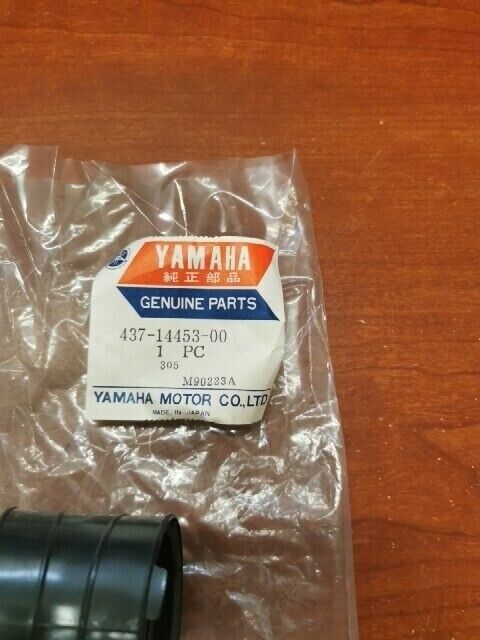 YAMAHA
純正部品
GENUINE PARTS
437-14453-00
1 PC
305
M90223A
YAMAHA MOTOR CO.,LTD
MADE IN JAPAN